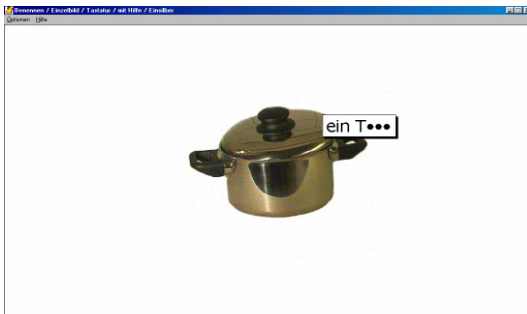 Benennen / Einzelbild / Tastatur / mit Hilfe / Einsilber
Optionen Hilfe
ein T●●●